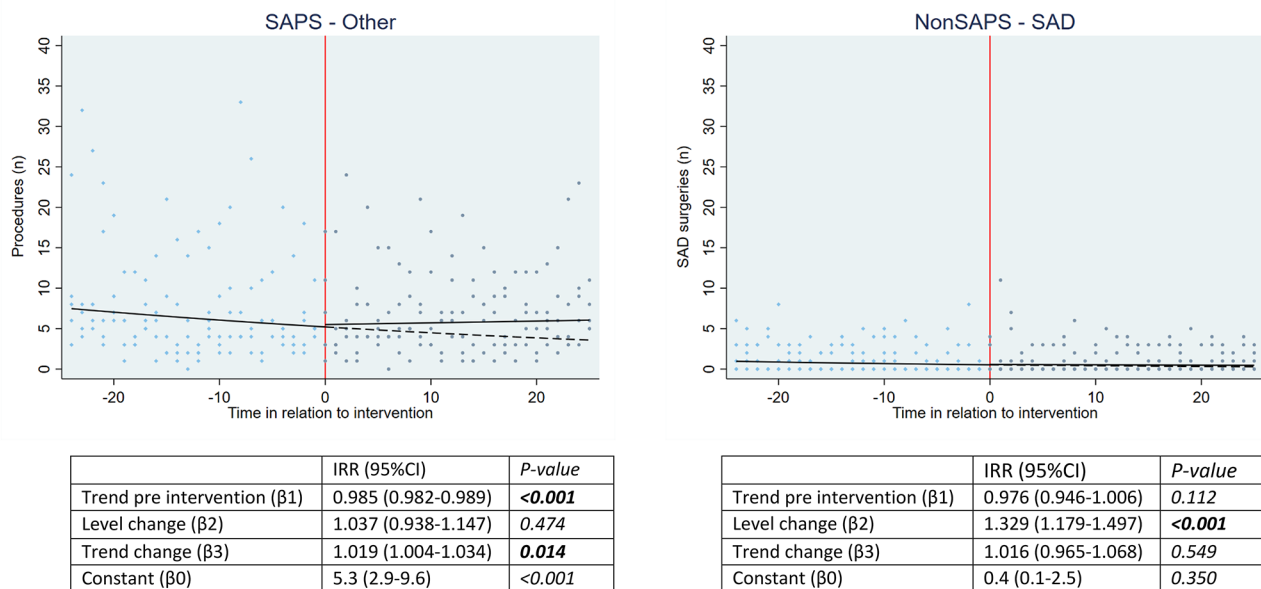 SAPS - Other
Procedures (n)
40
35
30
25
20
15
10
5
0
-20
-10
0
10
20
Time in relation to intervention
IRR (95%CI) P-value
Trend pre intervention (β1) 0.985 (0.982-0.989) <0.001
Level change (β2) 1.037 (0.938-1.147) 0.474
Trend change (β3) 1.019 (1.004-1.034) 0.014
Constant (β0) 5.3 (2.9-9.6) <0.001
NonSAPS - SAD
SAD surgeries (n)
40
35
30
25
20
15
10
5
0
-20
-10
0
10
20
Time in relation to intervention
IRR (95%CI) P-value
Trend pre intervention (β1) 0.976 (0.946-1.006) 0.112
Level change (β2) 1.329 (1.179-1.497) <0.001
Trend change (β3) 1.016 (0.965-1.068) 0.549
Constant (β0) 0.4 (0.1-2.5) 0.350